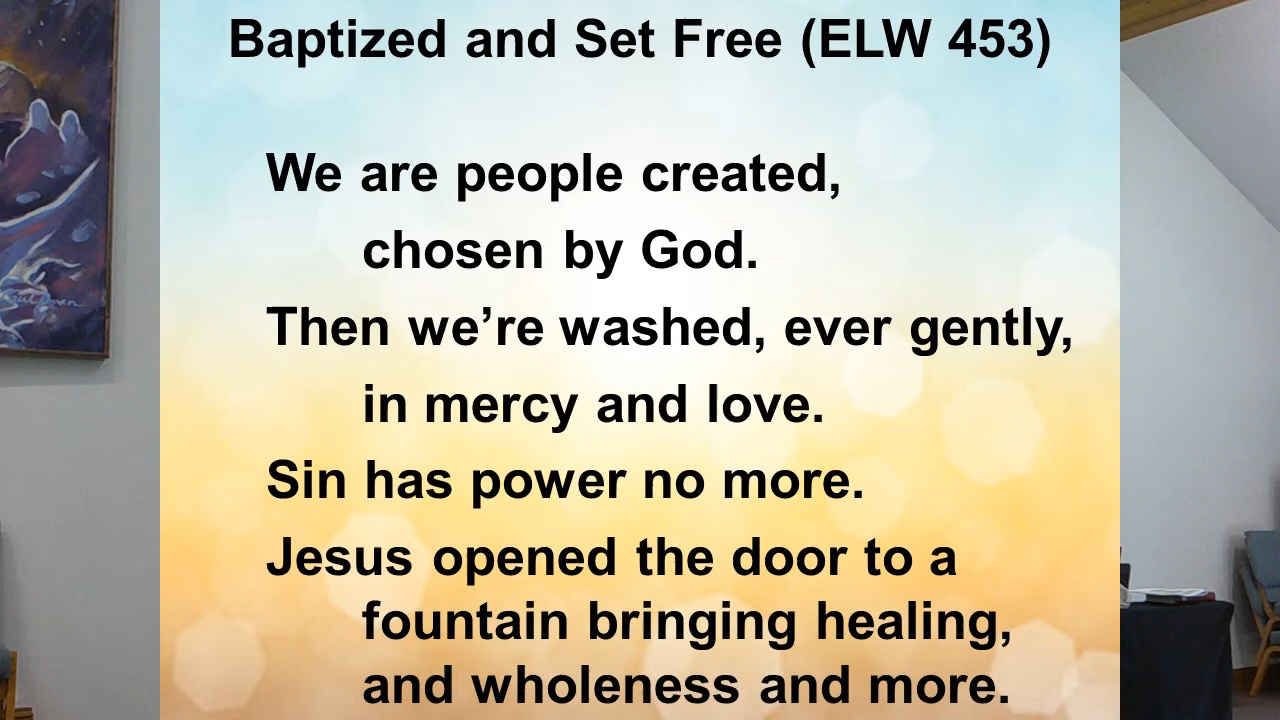 Baptized and Set Free (ELW 453)
We are people created,
chosen by God.
Then we’re washed, ever gently,
in mercy and love.
Sin has power no more.
Jesus opened the door to a
fountain bringing healing,
and wholeness and more.